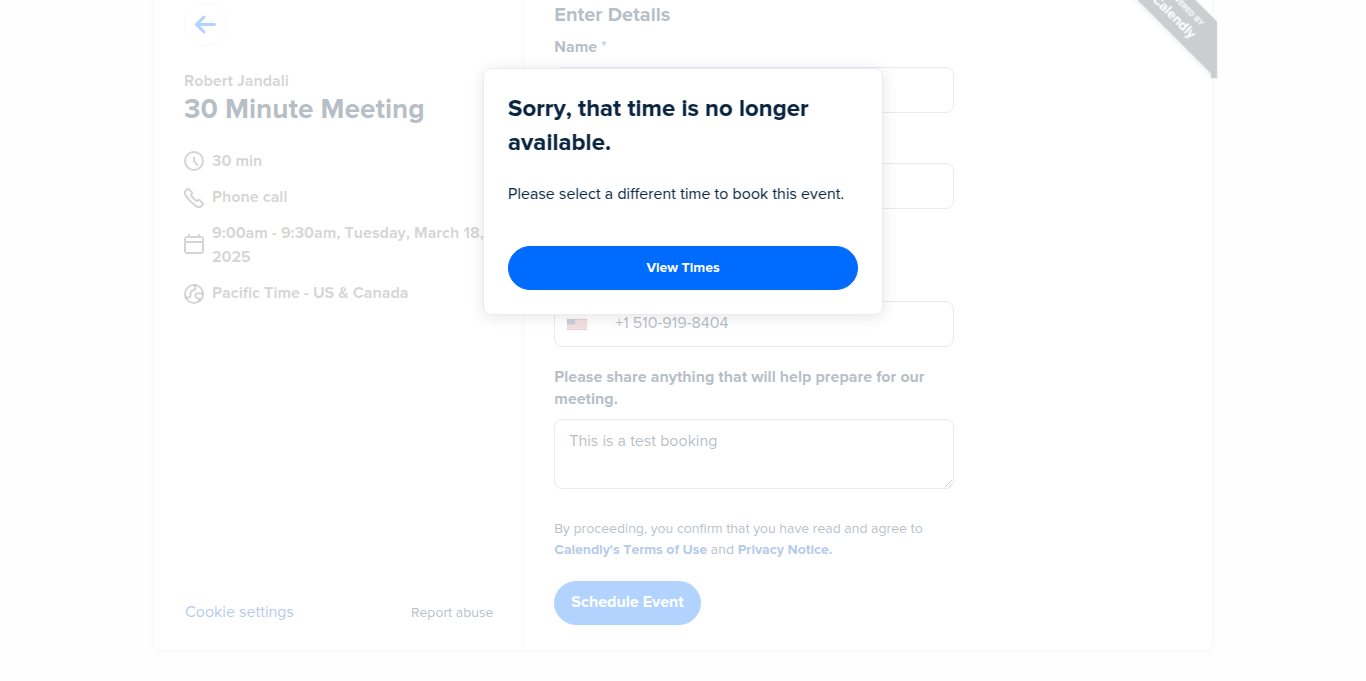 Enter Details
Name *
POWERED BY
Calendly
Robert Jandali
30 Minute Meeting
30 min
Phone call
9:00am - 9:30am, Tuesday, March 18,
2025
Pacific Time - US & Canada
Sorry, that time is no longer
available.
Please select a different time to book this event.
View Times
+1 510-919-8404
Please share anything that will help prepare for our
meeting.
This is a test booking
By proceeding, you confirm that you have read and agree to
Calendly's Terms of Use and Privacy Notice.
Schedule Event
Cookie settings
Report abuse